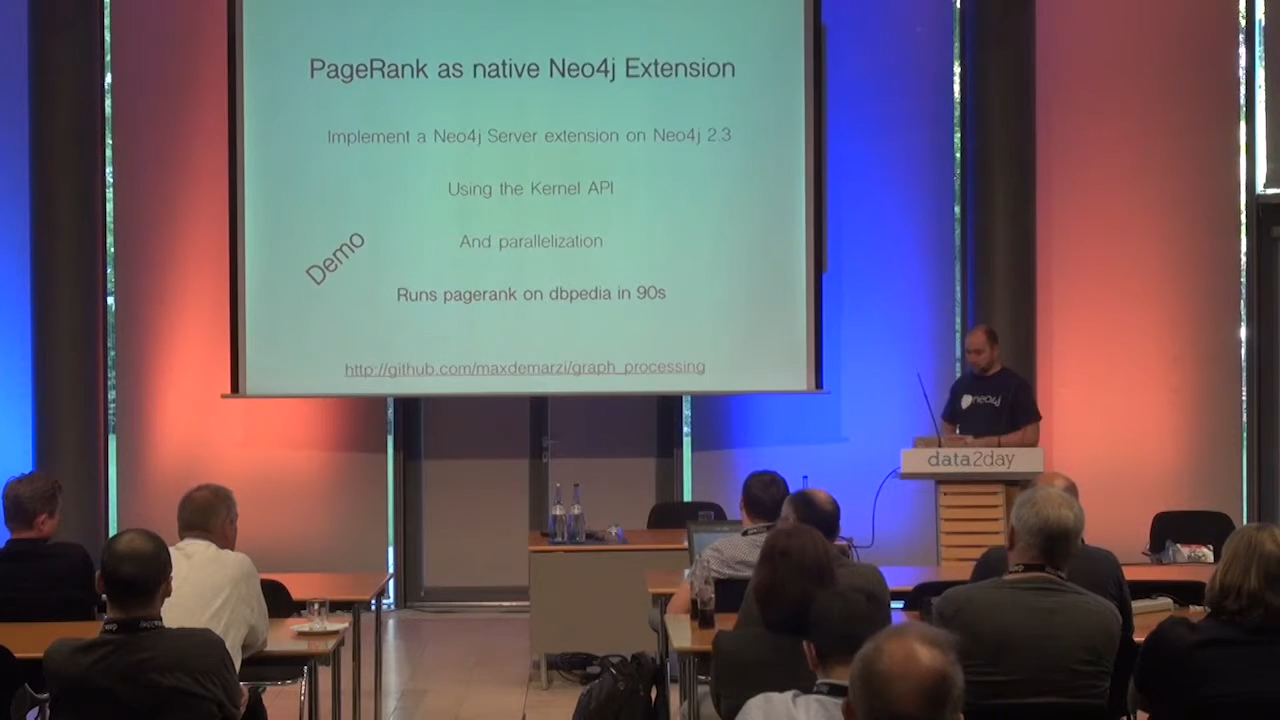 PageRank as native Neo4j Extension
Implement a Neo4j Server extension on Neo4j 2.3
Using the Kernel API
And parallelization
Demo
Runs pagerank on dbpedia in 90s
http://github.com/maxdemarzi/graph_processing
neo4j
data2day